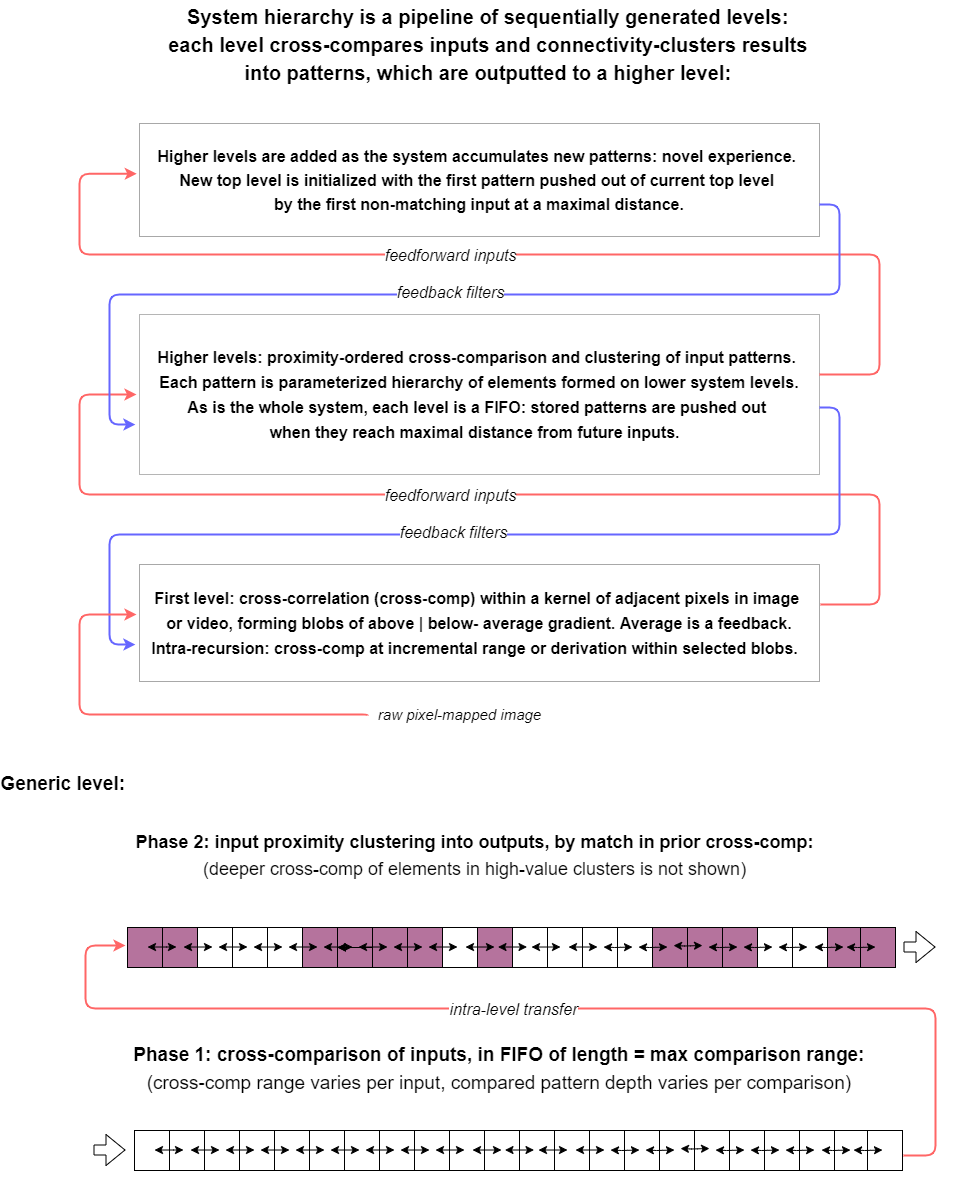 System hierarchy is a pipeline of sequentially generated levels:
each level cross-compares inputs and connectivity-clusters results
into patterns, which are outputted to a higher level:
Higher levels are added as the system accumulates new patterns: novel experience.
New top level is initialized with the first pattern pushed out of current top level
by the first non-matching input at a maximal distance.
feedforward inputs
feedback filters
Higher levels: proximity-ordered cross-comparison and clustering of input patterns.
Each pattern is parameterized hierarchy of elements formed on lower system levels.
As is the whole system, each level is a FIFO: stored patterns are pushed out
when they reach maximal distance from future inputs.
feedforward inputs
feedback filters
First level: cross-correlation (cross-comp) within a kernel of adjacent pixels in image
or video, forming blobs of above | below- average gradient. Average is a feedback.
Intra-recursion: cross-comp at incremental range or derivation within selected blobs.
raw pixel-mapped image
Generic level:
Phase 2: input proximity clustering into outputs, by match in prior cross-comp:
(deeper cross-comp of elements in high-value clusters is not shown)
intra-level transfer
Phase 1: cross-comparison of inputs, in FIFO of length = max comparison range:
(cross-comp range varies per input, compared pattern depth varies per comparison)